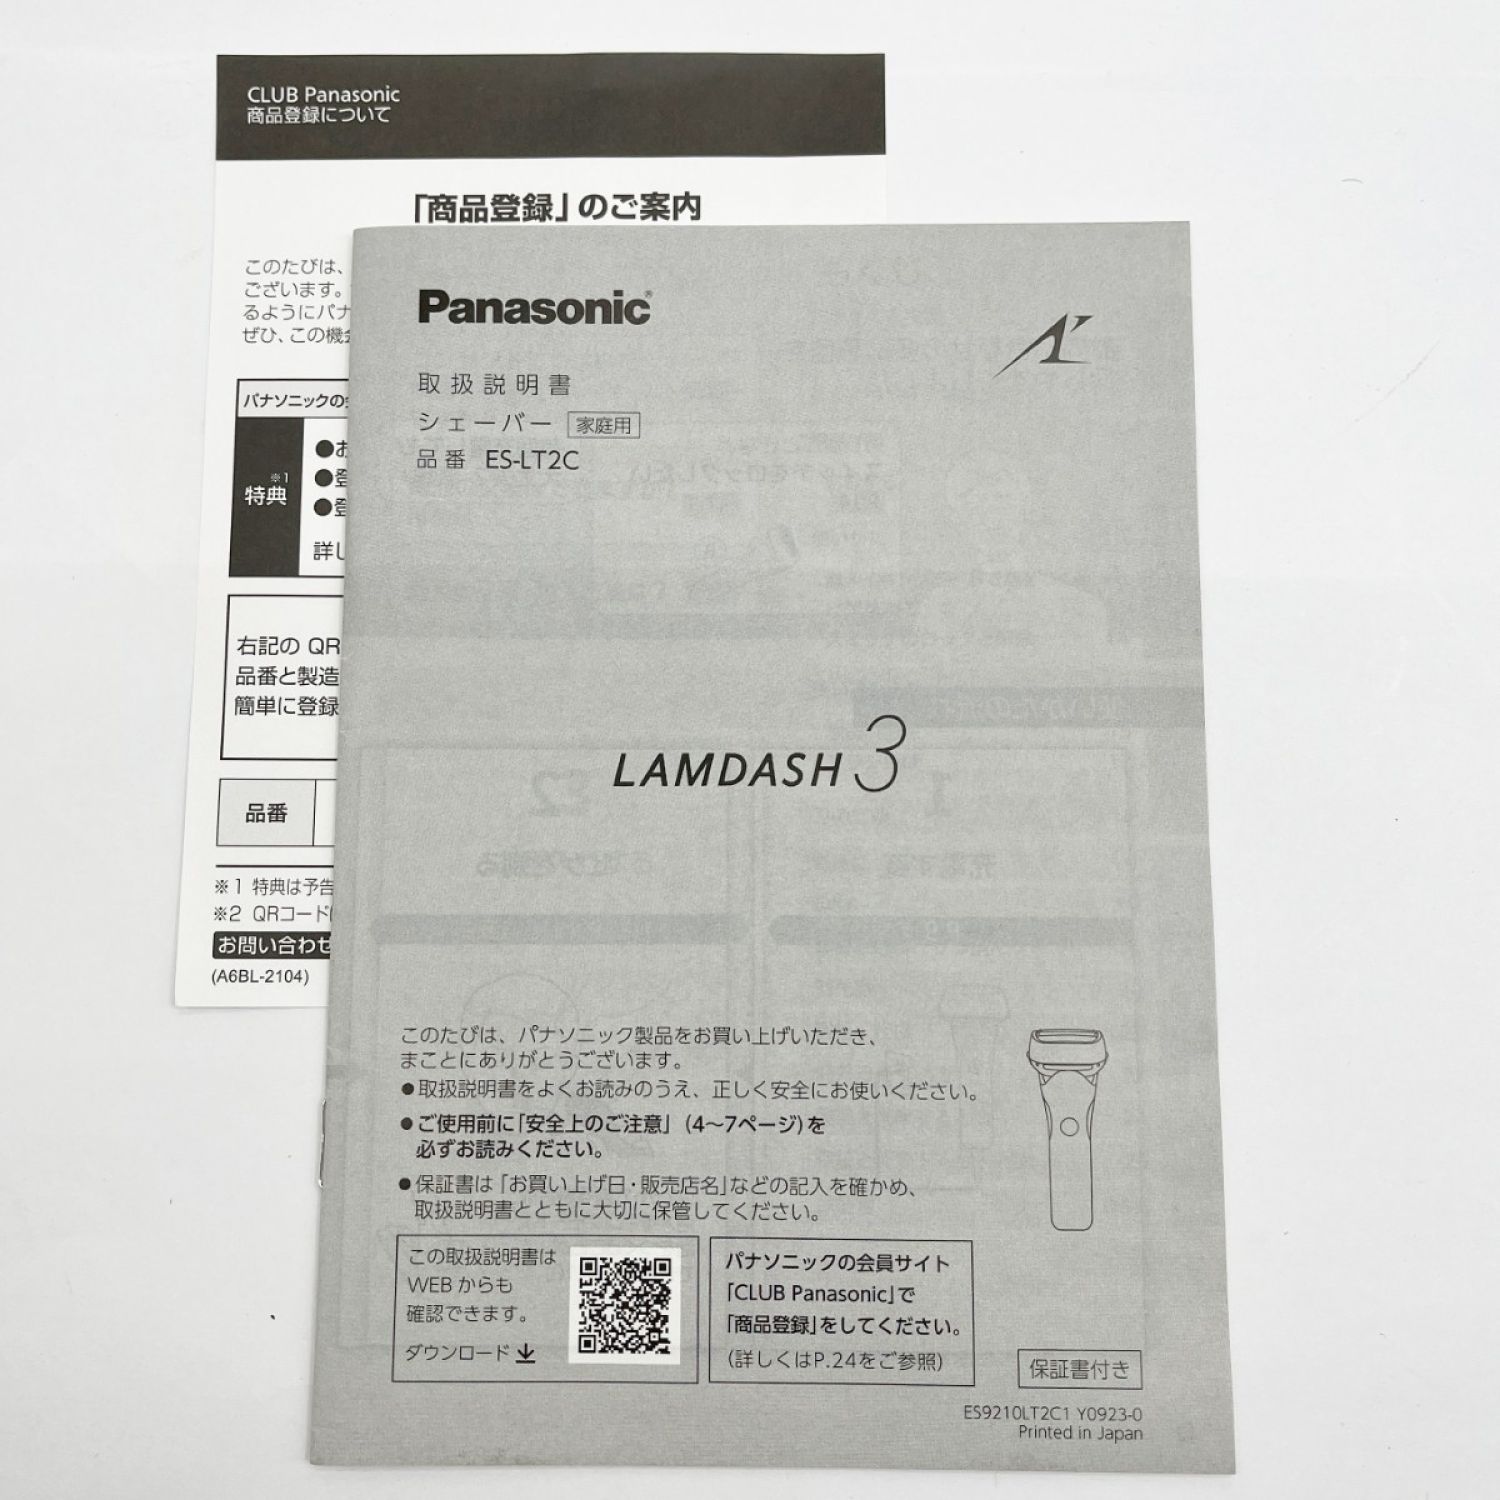 CLUB Panasonic
商品登録について
「商品登録」のご案内
このたびは、
ございます。
るようにパナ
ぜひ、この機
パナソニックの
特典
※1
●お
●登
●登
詳し
右記の QR
品番と製造
簡単に登録
品番
※1 特典は予告
※2 QRコード
お問い合わせ
(A6BL-2104)
Panasonic®
取扱説明書
シェーバー 家庭用
品番 ES-LT2C
LAMDASH 3
このたびは、パナソニック製品をお買い上げいただき、
まことにありがとうございます。
●取扱説明書をよくお読みのうえ、正しく安全にお使いください。
●ご使用前に「安全上のご注意」(4〜7ページ)を
必ずお読みください。
●保証書は「お買い上げ日・販売店名」などの記入を確かめ、
取扱説明書とともに大切に保管してください。
この取扱説明書は
WEBからも
確認できます。
ダウンロード
パナソニックの会員サイト
「CLUB Panasonic」で
「商品登録」をしてください。
(詳しくはP.24をご参照)
保証書付き
ES9210LT2C1 Y0923-0
Printed in Japan